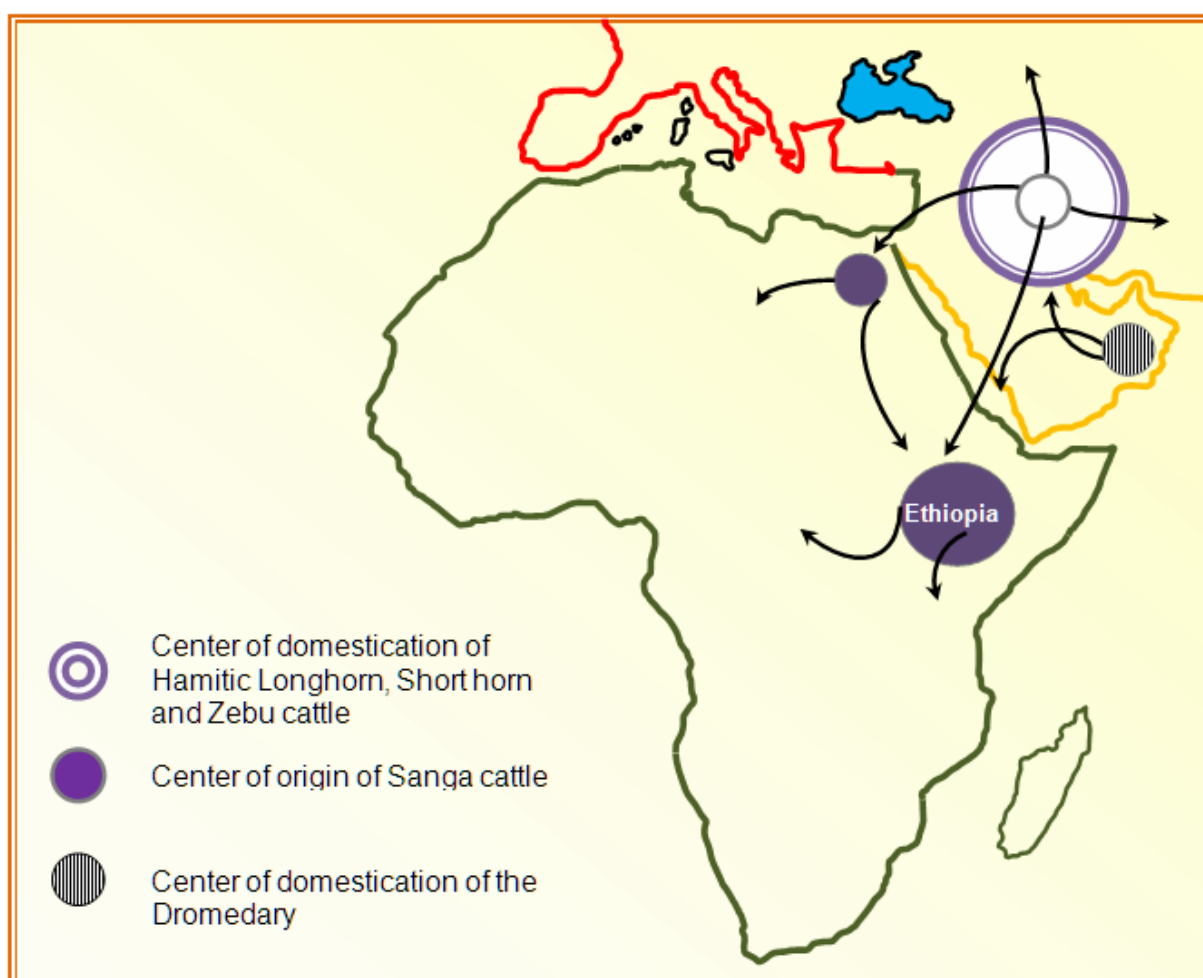 Ethiopia
Center of domestication of
Hamitic Longhorn, Short horn
and Zebu cattle
Center of origin of Sanga cattle
Center of domestication of the
Dromedary